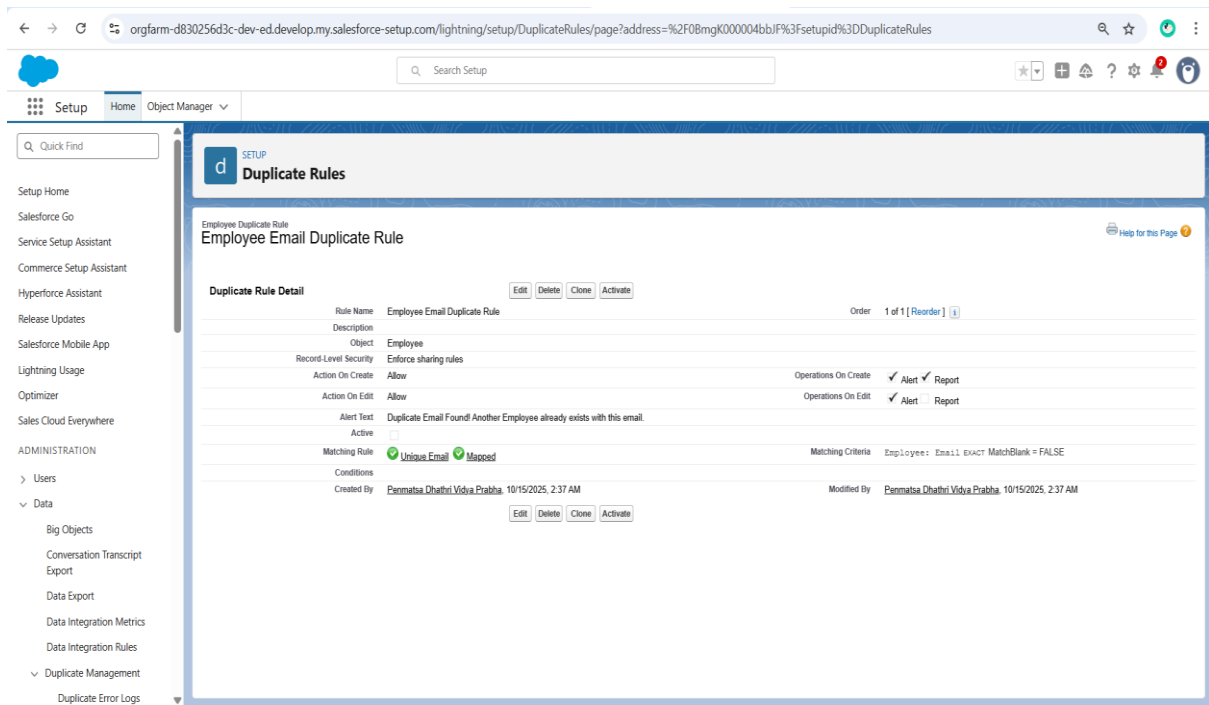 orgfarm-d830256d3c-dev-ed.develop.my.salesforce-setup.com/lightning/setup/DuplicateRules/page?address=%2F0BmgK000004bbJF%3Fsetupid%3DDuplicateRules
Search Setup
2
Setup Home Object Manager
Quick Find
Setup Home
Salesforce Go
Service Setup Assistant
Commerce Setup Assistant
Hyperforce Assistant
Release Updates
Salesforce Mobile App
Lightning Usage
Optimizer
Sales Cloud Everywhere
ADMINISTRATION
Users
Data
Big Objects
Conversation Transcript
Export
Data Export
Data Integration Metrics
Data Integration Rules
Duplicate Management
Duplicate Error Logs
d
SETUP
Duplicate Rules
Employee Duplicate Rule
Employee Email Duplicate Rule
Help for this Page ?
Duplicate Rule Detail Edit Delete Clone Activate
Rule Name Employee Email Duplicate Rule Order 1 of 1 [ Reorder ] i
Description
Object Employee
Record-Level Security Enforce sharing rules
Action On Create Allow Operations On Create Alert Report
Action On Edit Allow Operations On Edit Alert Report
Alert Text Duplicate Email Found! Another Employee already exists with this email.
Active
Matching Rule Unique Email Mapped Matching Criteria Employee: Email EXACT MatchBlank = FALSE
Conditions
Created By Penmatsa Dhathri Vidya Prabha, 10/15/2025, 2:37 AM Modified By Penmatsa Dhathri Vidya Prabha, 10/15/2025, 2:37 AM
Edit Delete Clone Activate